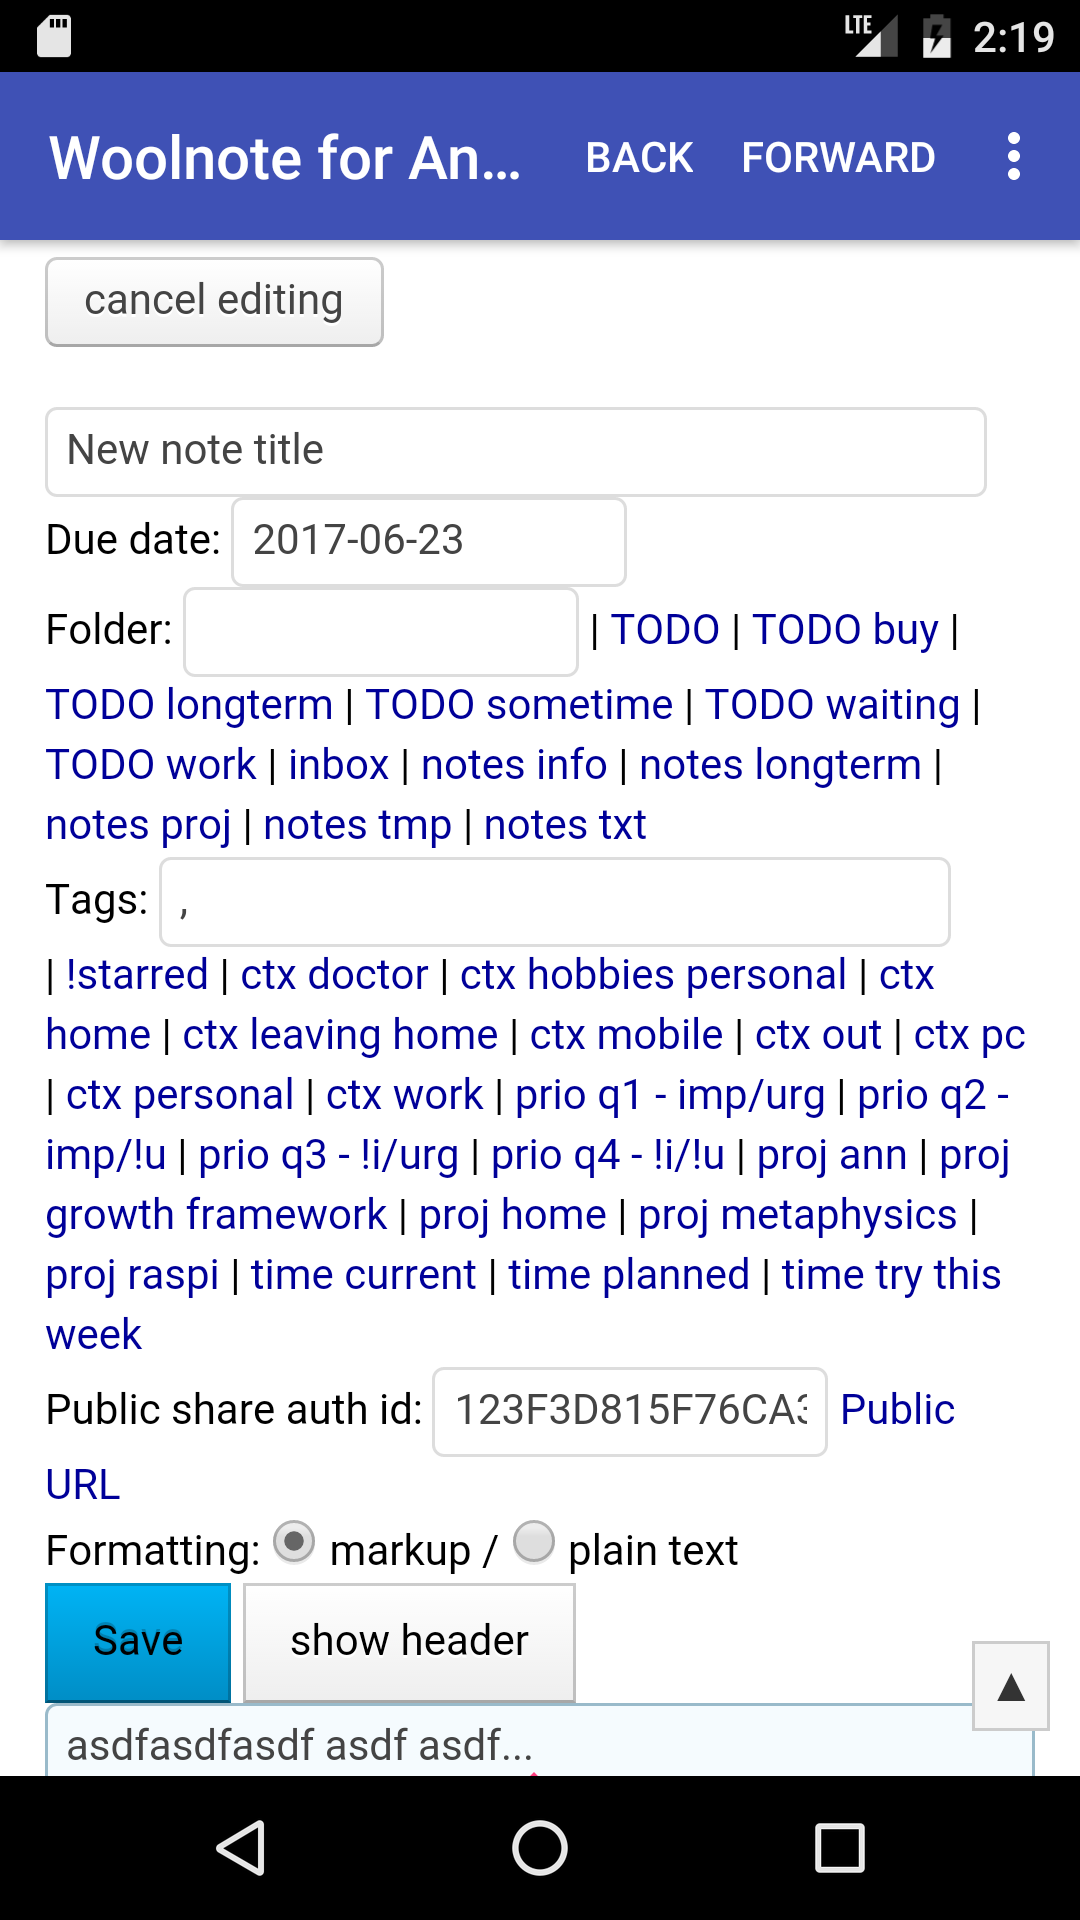 LTE 2:19
Woolnote for An... BACK FORWARD
cancel editing
New note title
Due date: 2017-06-23
Folder: | TODO | TODO buy |
TODO longterm | TODO sometime | TODO waiting |
TODO work | inbox | notes info | notes longterm |
notes proj | notes tmp | notes txt
Tags: ,
| !starred | ctx doctor | ctx hobbies personal | ctx
home | ctx leaving home | ctx mobile | ctx out | ctx pc
| ctx personal | ctx work | prio q1 - imp/urg | prio q2 -
imp/!u | prio q3 - !i/urg | prio q4 - !i/!u | proj ann | proj
growth framework | proj home | proj metaphysics |
proj raspi | time current | time planned | time try this
week
Public share auth id: 123F3D815F76CA3 Public
URL
Formatting: markup / plain text
Save show header
▲
asdfasdfasdf asdf asdf...